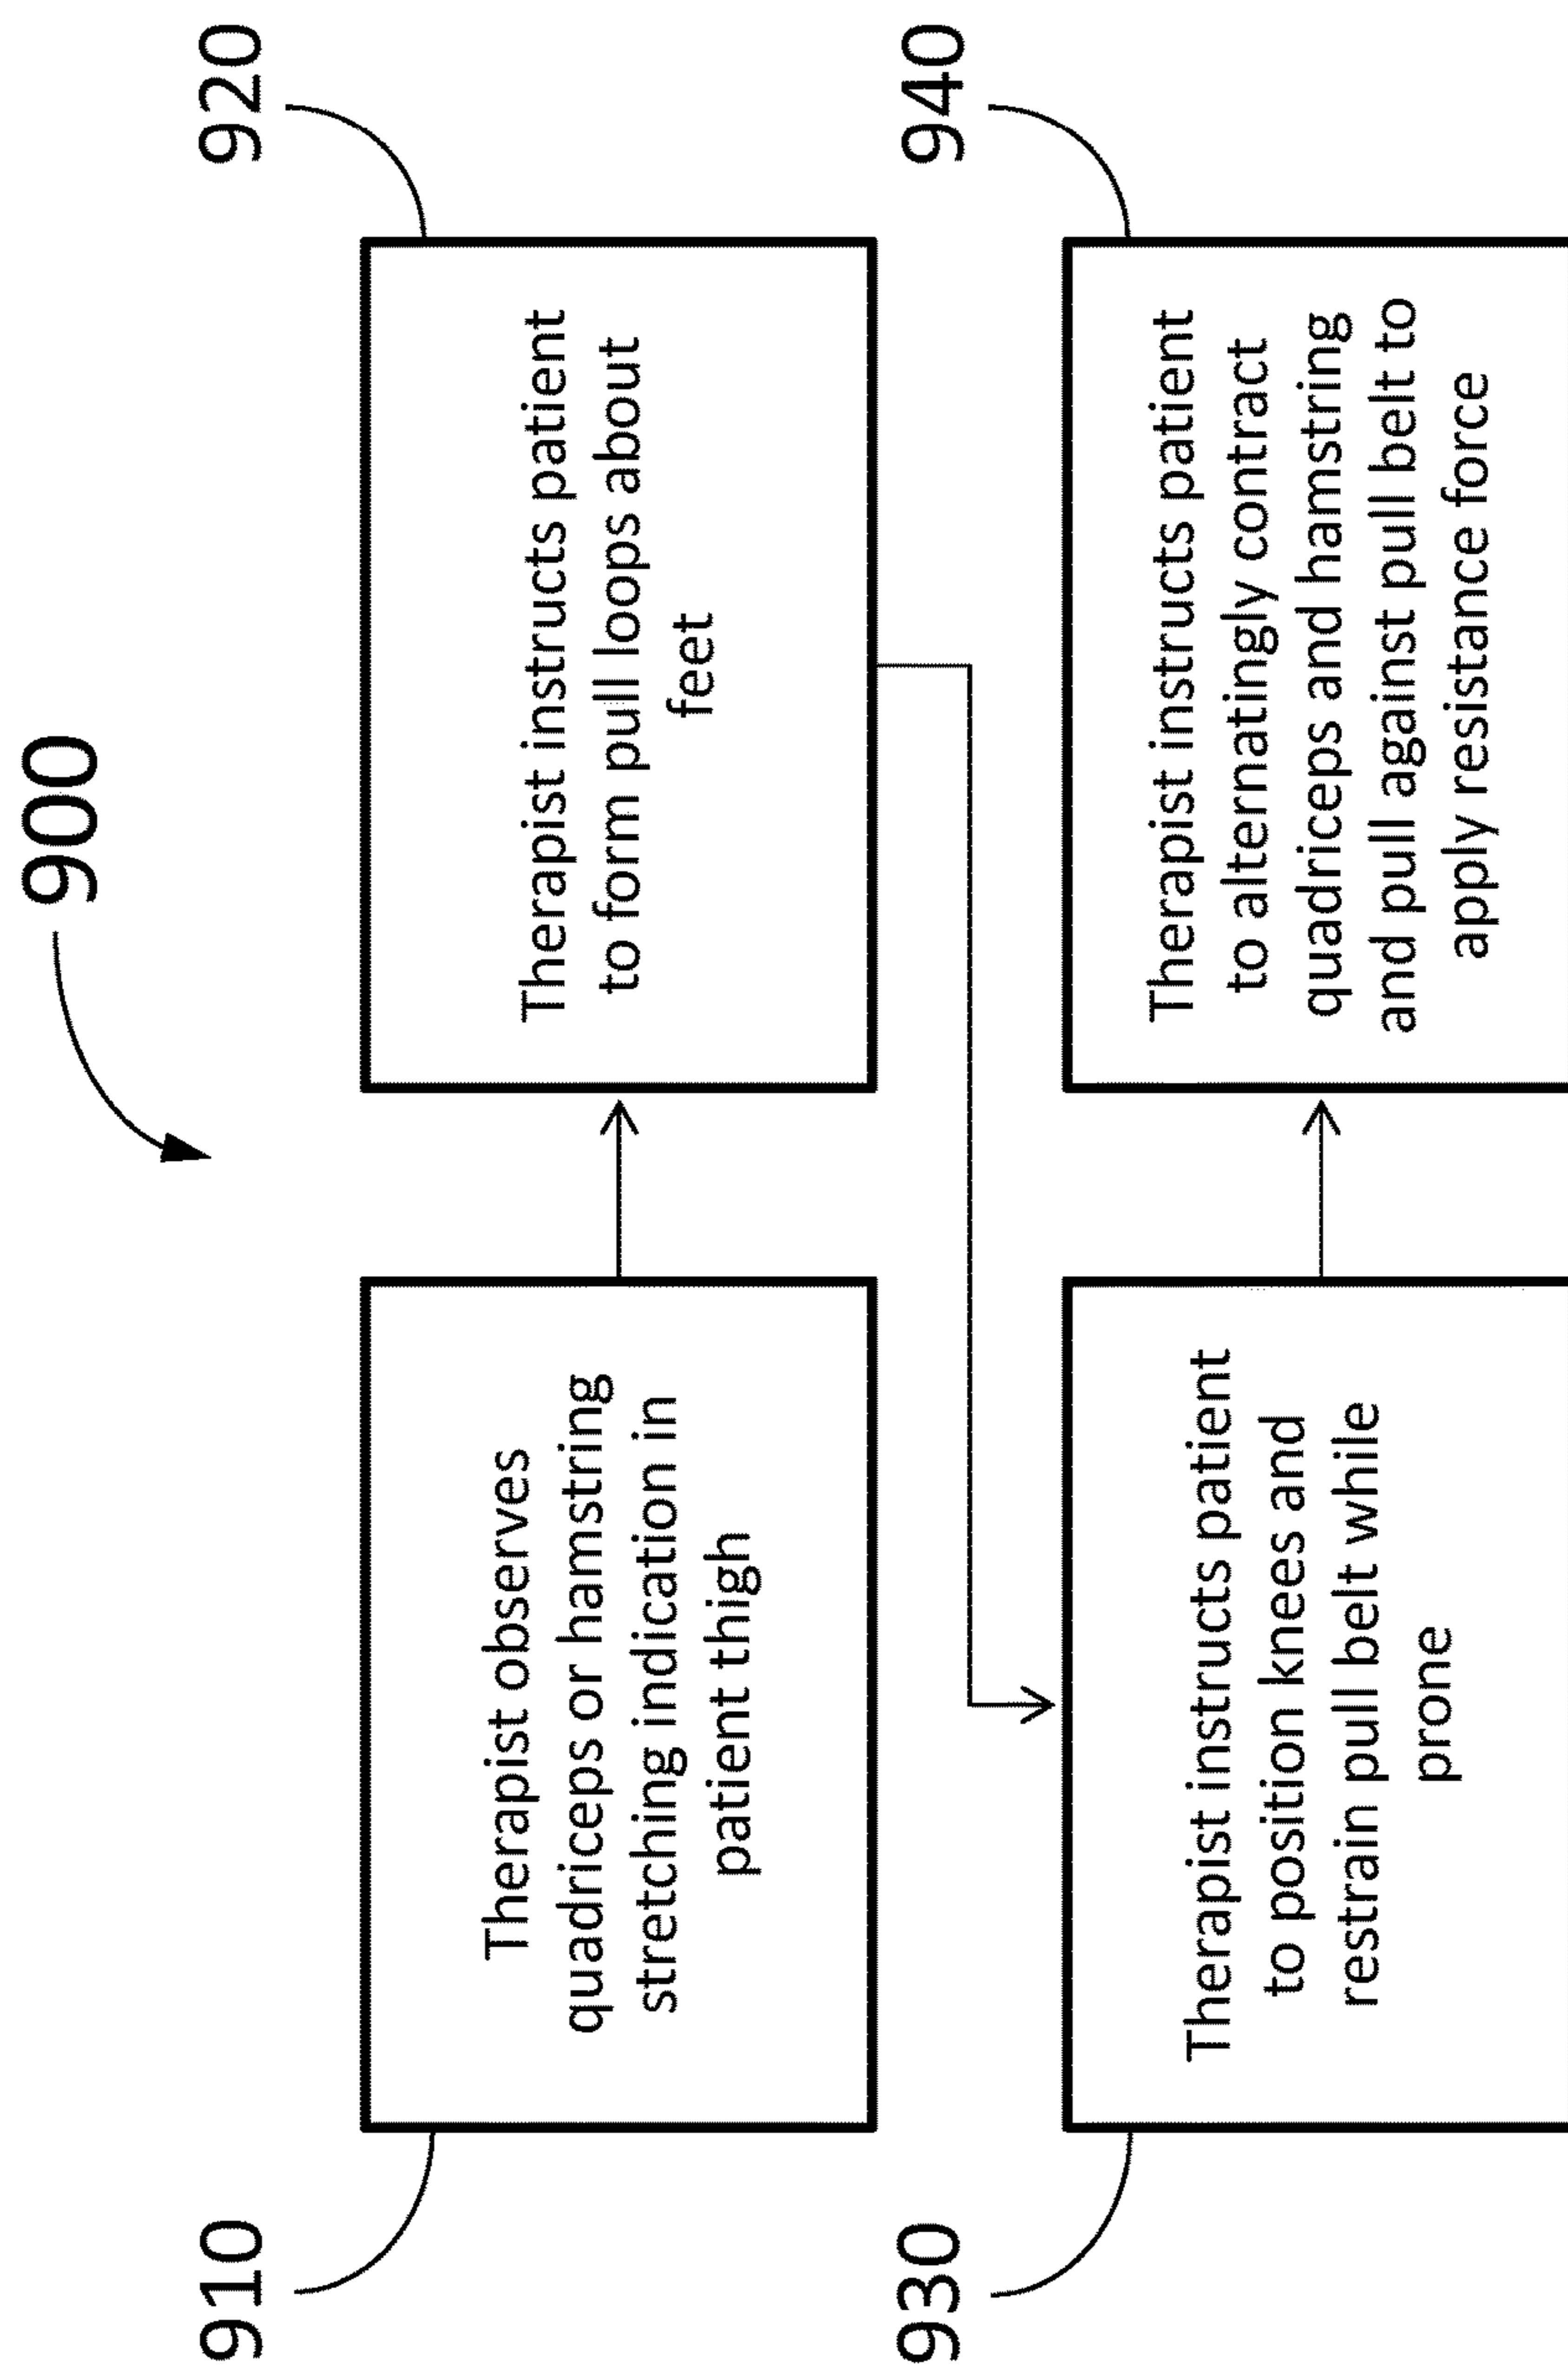 900
910
Therapist observes
quadriceps or hamstring
stretching indication in
patient thigh
920
Therapist instructs patient
to form pull loops about
feet
930
Therapist instructs patient
to position knees and
restrain pull belt while
prone
940
Therapist instructs patient
to alternatingly contract
quadriceps and hamstring
and pull against pull belt to
apply resistance force